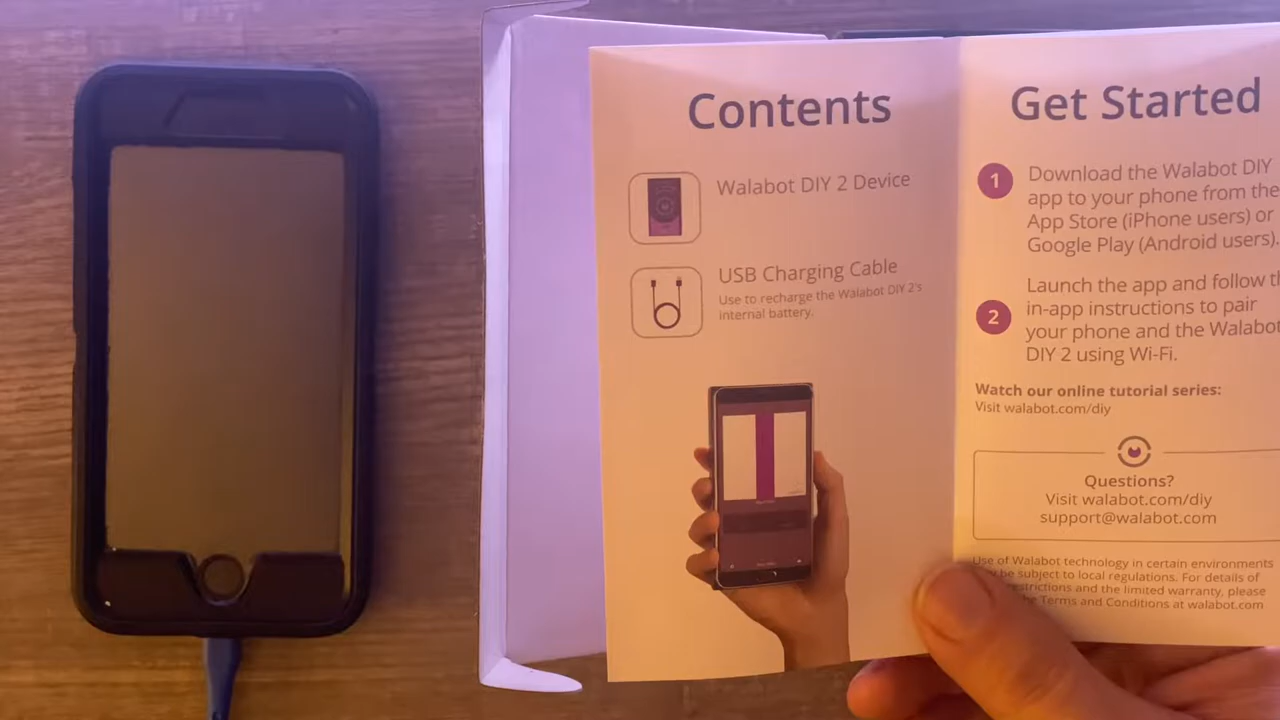 Contents
Walabot DIY 2 Device
USB Charging Cable
Use to recharge the Walabot DIY 2's
internal battery.
Get Started
1
Download the Walabot DIY
app to your phone from the
App Store (iPhone users) or
Google Play (Android users).
2
Launch the app and follow
in-app instructions to pair
your phone and the Walabot
DIY 2 using Wi-Fi.
Watch our online tutorial series:
Visit walabot.com/diy
Questions?
Visit walabot.com/diy
support@walabot.com
Use of Walabot technology in certain environments
be subject to local regulations. For details of
and the limited warranty, please
Terms and Conditions at walabot.com